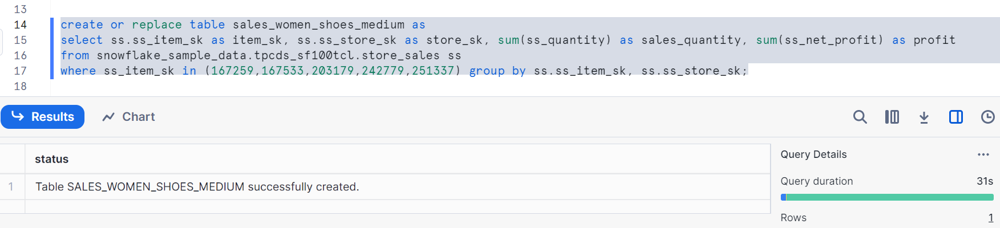 13
14 create or replace table sales_women_shoes_medium as
15 select ss.ss_item_sk as item_sk, ss.ss_store_sk as store_sk, sum(ss_quantity) as sales_quantity, sum(ss_net_profit) as profit
16 from snowflake_sample_data.tpcds_sf100tcl.store_sales ss
17 where ss_item_sk in (167259,167533,203179,242779,251337) group by ss.ss_item_sk, ss.ss_store_sk;
18
Results Chart
status
1 Table SALES_WOMEN_SHOES_MEDIUM successfully created.
Query Details ...
Query duration 31s
Rows 1